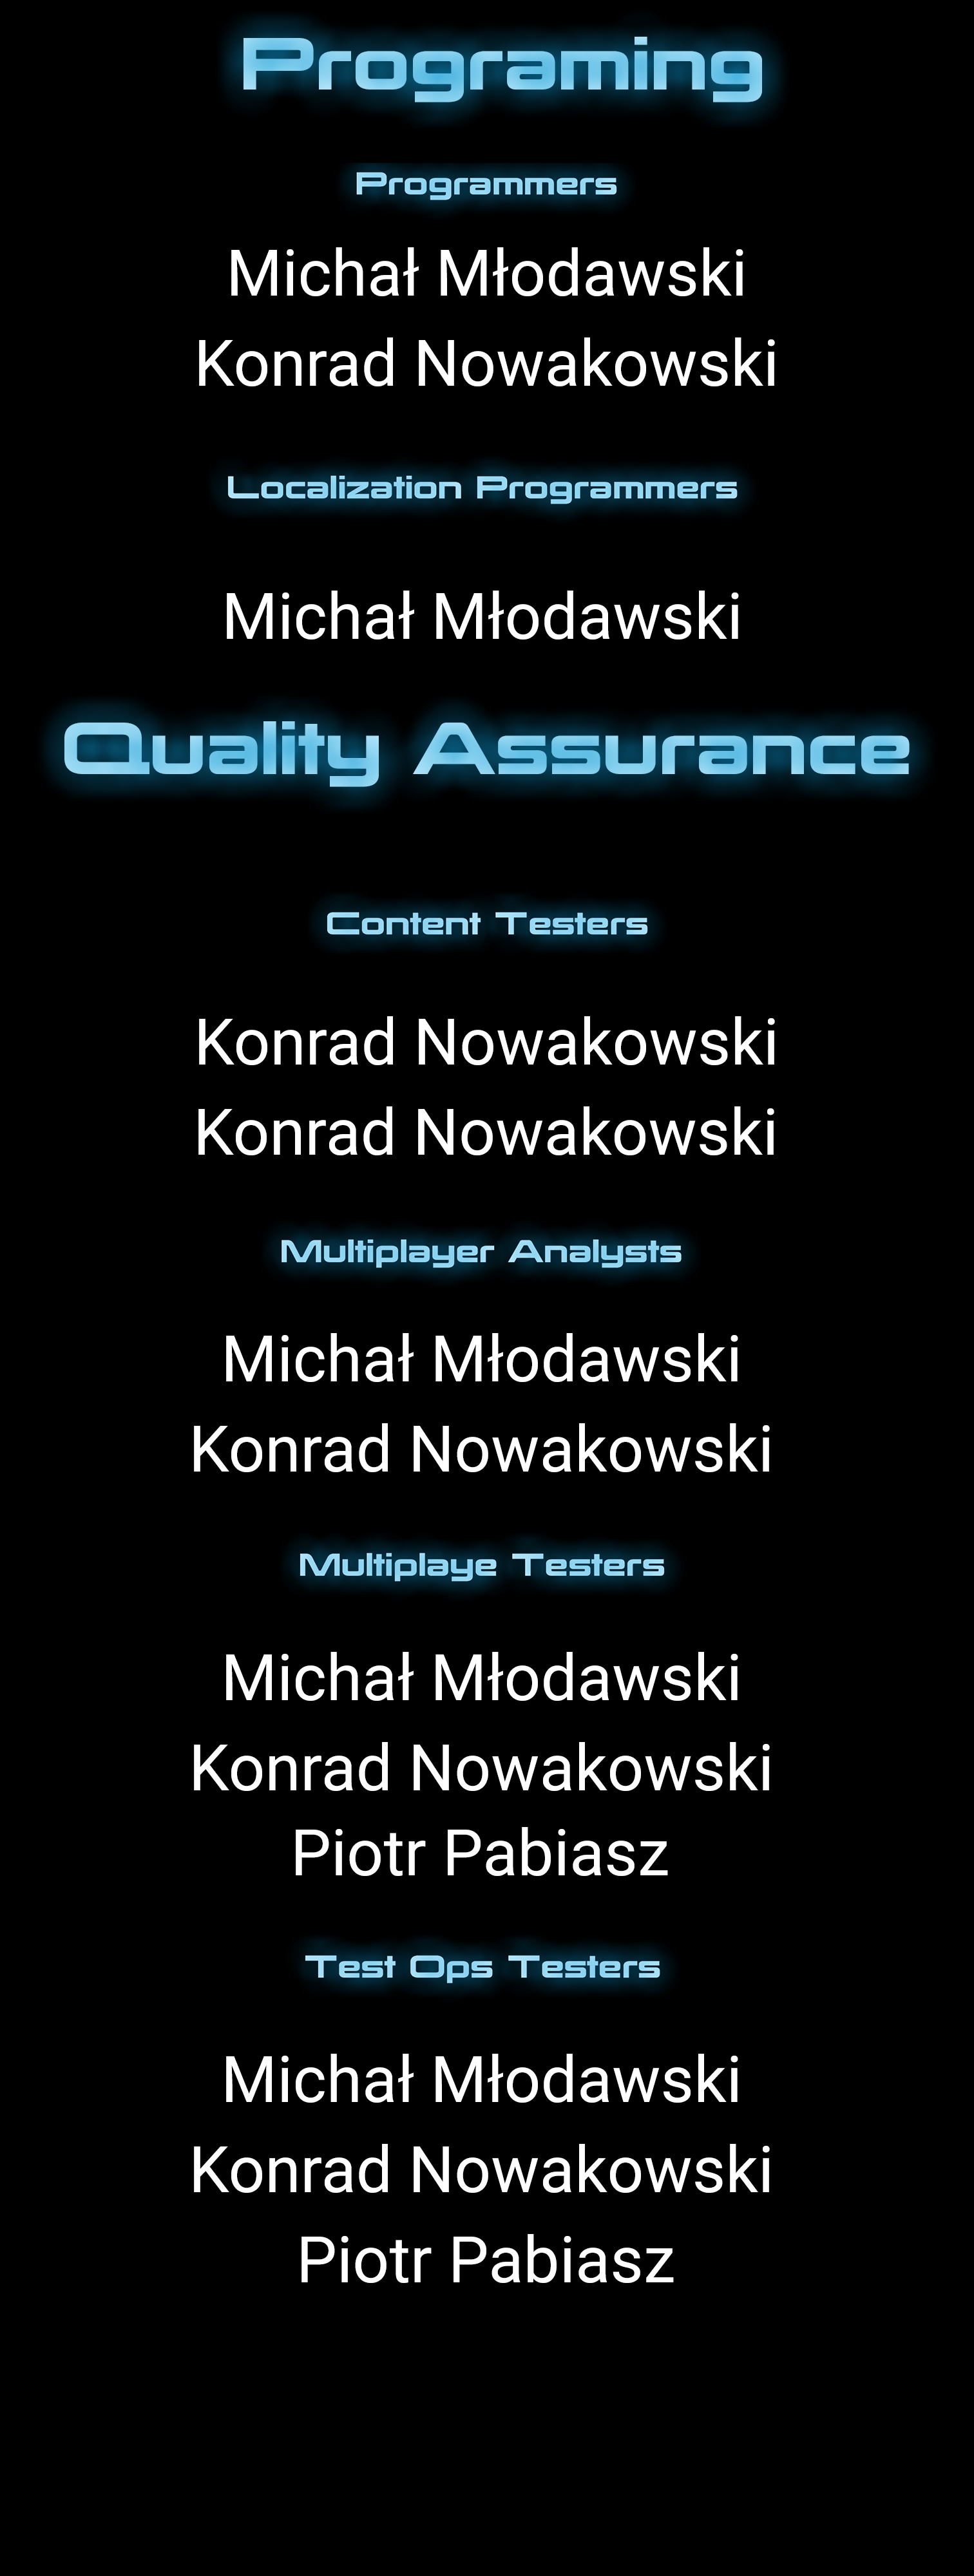 Programing
Programmers
Michał Młodawski
Konrad Nowakowski
Localization Programmers
Michał Młodawski
Quality Assurance
Content Testers
Konrad Nowakowski
Konrad Nowakowski
Multiplayer Analysts
Michał Młodawski
Konrad Nowakowski
Multiplaye Testers
Michał Młodawski
Konrad Nowakowski
Piotr Pabiasz
Test Ops Testers
Michał Młodawski
Konrad Nowakowski
Piotr Pabiasz